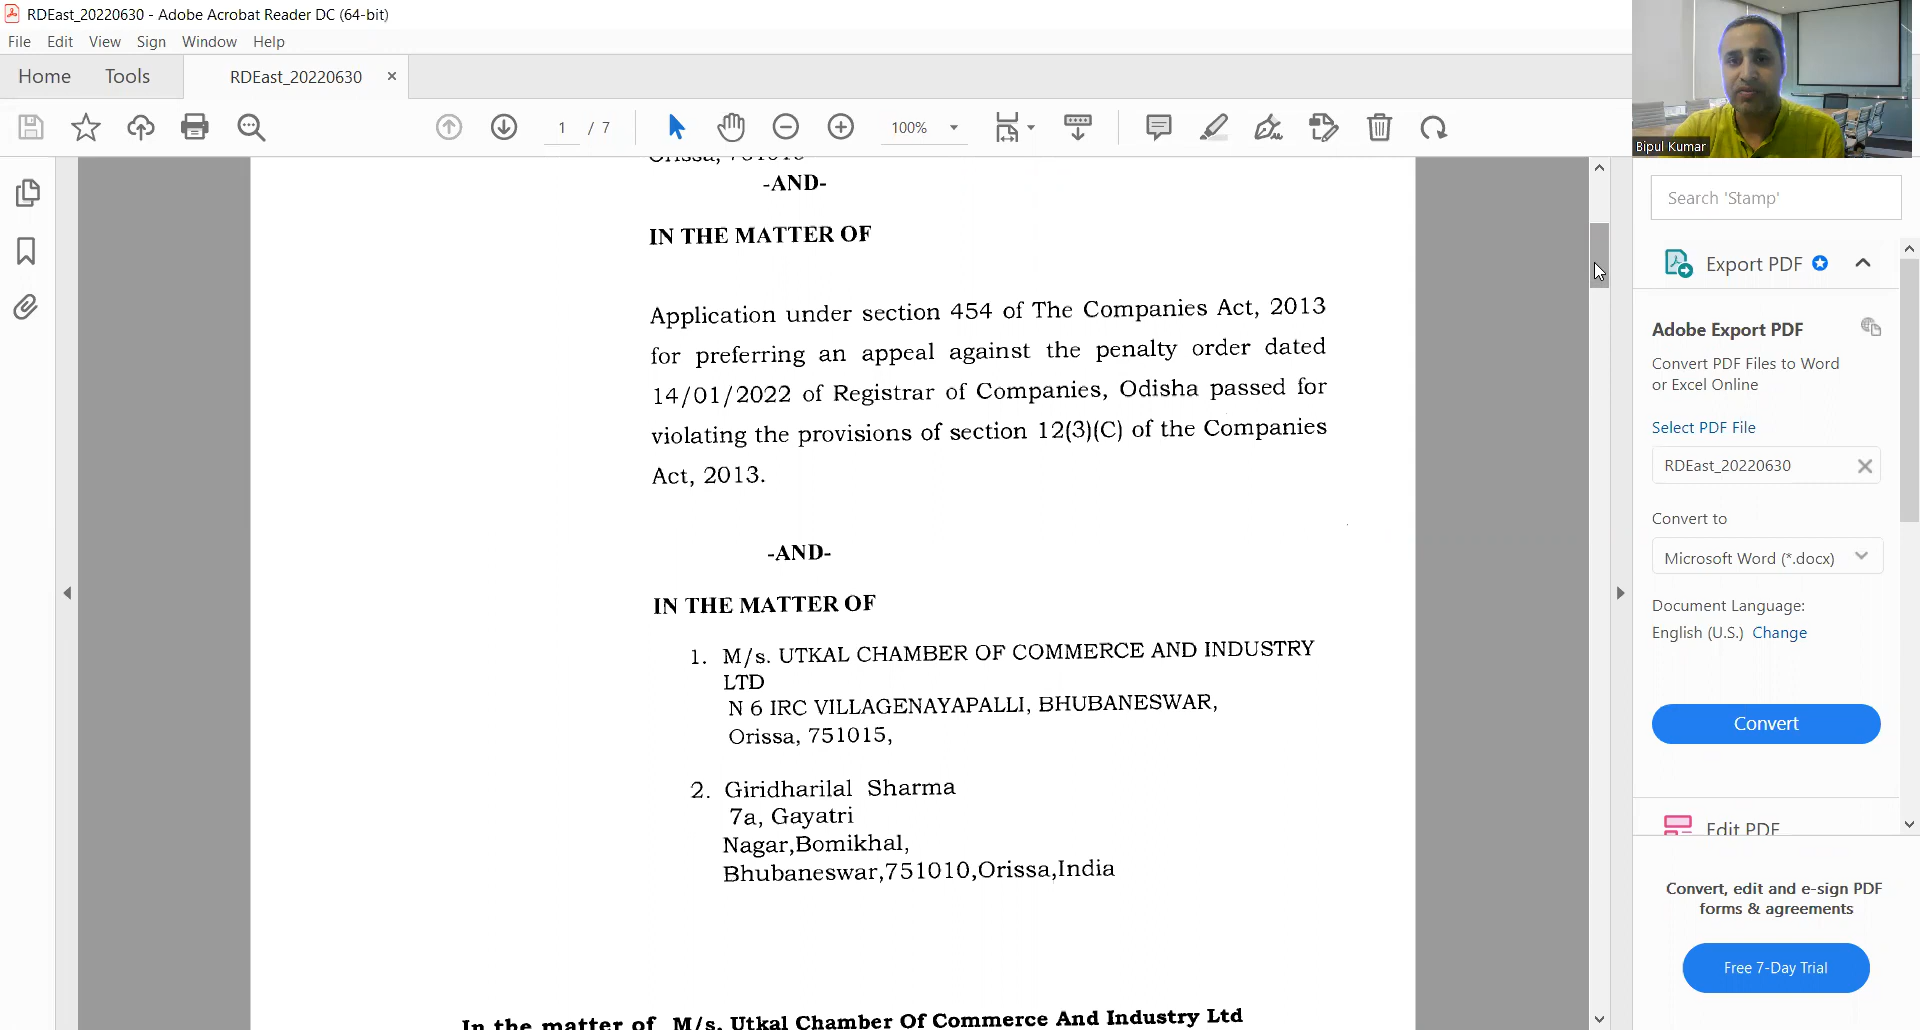 RDEast_20220630 - Adobe Acrobat Reader DC (64-bit)
File Edit View Sign Window Help
Home Tools RDEast_20220630 ×
1 / 7 100%
Bipul Kumar
-AND-
IN THE MATTER OF
Application under section 454 of The Companies Act, 2013
for preferring an appeal against the penalty order dated
14/01/2022 of Registrar of Companies, Odisha passed for
violating the provisions of section 12(3)(C) of the Companies
Act, 2013.
-AND-
IN THE MATTER OF
1. M/s. UTKAL CHAMBER OF COMMERCE AND INDUSTRY
LTD
N 6 IRC VILLAGENAYAPALLI, BHUBANESWAR,
Orissa, 751015,
2. Giridharilal Sharma
7a, Gayatri
Nagar,Bomikhal,
Bhubaneswar,751010,Orissa,India
In the matter of M/s. Utkal Chamber Of Commerce And Industry Ltd
Search 'Stamp'
Export PDF
Adobe Export PDF
Convert PDF Files to Word
or Excel Online
Select PDF File
RDEast_20220630
Convert to
Microsoft Word (*.docx)
Document Language:
English (U.S.) Change
Convert
Edit PDF
Convert, edit and e-sign PDF
forms & agreements
Free 7-Day Trial